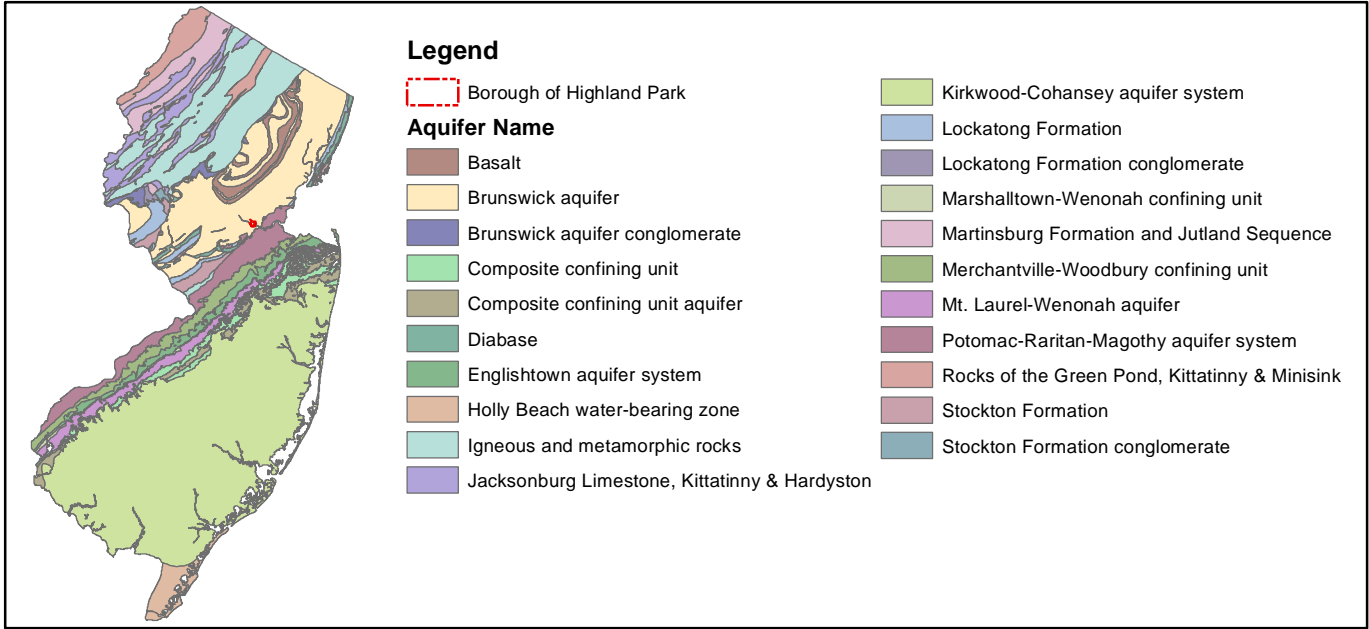 Legend
Borough of Highland Park
Aquifer Name
Basalt
Brunswick aquifer
Brunswick aquifer conglomerate
Composite confining unit
Composite confining unit aquifer
Diabase
Englishtown aquifer system
Holly Beach water-bearing zone
Igneous and metamorphic rocks
Jacksonburg Limestone, Kittatinny & Hardyston
Kirkwood-Cohansey aquifer system
Lockatong Formation
Lockatong Formation conglomerate
Marshalltown-Wenonah confining unit
Martinsburg Formation and Jutland Sequence
Merchantville-Woodbury confining unit
Mt. Laurel-Wenonah aquifer
Potomac-Raritan-Magothy aquifer system
Rocks of the Green Pond, Kittatinny & Minisink
Stockton Formation
Stockton Formation conglomerate